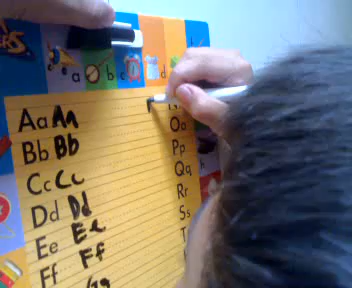 a b c d
Aa Aa
Bb Bb Oo
Cc Cc Pp
Dd Dd Qq
Ee Ee Rr
Ff Ff Ss
h